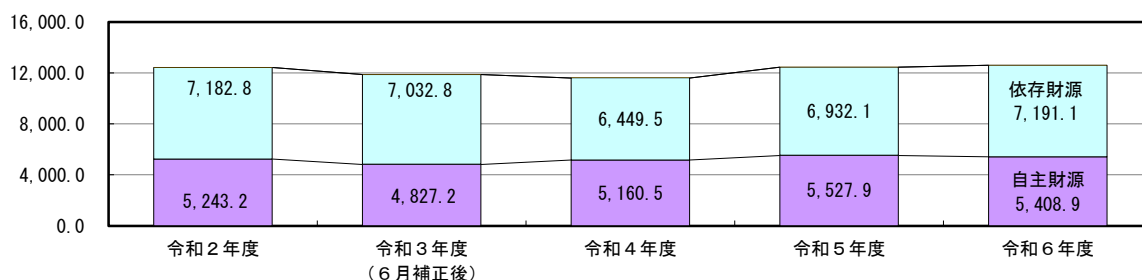 16,000.0
12,000.0
8,000.0
4,000.0
0.0
7,182.8
7,032.8
6,449.5
6,932.1
依存財源
7,191.1
5,243.2
4,827.2
5,160.5
5,527.9
自主財源
5,408.9
令和２年度
令和３年度
（６月補正後）
令和４年度
令和５年度
令和６年度